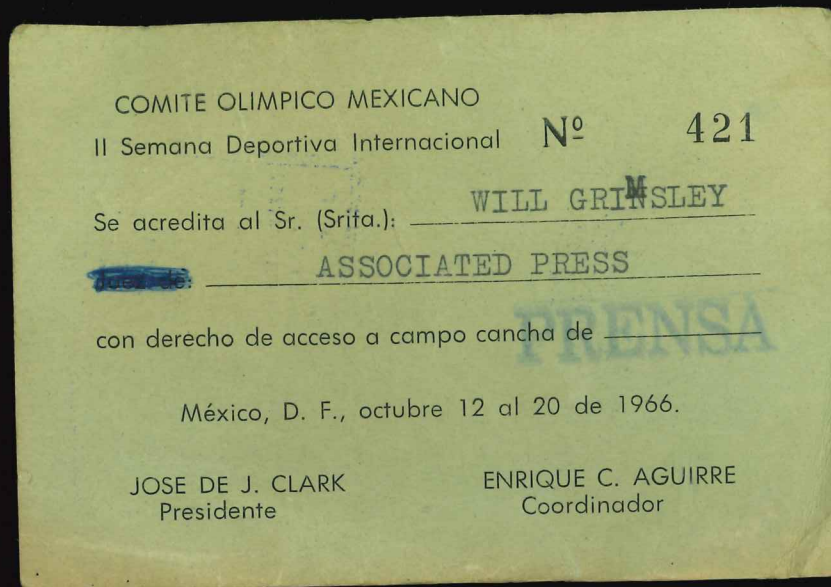 COMITE OLIMPICO MEXICANO
II Semana Deportiva Internacional Nº 421
Se acredita al Sr. (Srita.): WILL GRIMSLEY
Juez de: ASSOCIATED PRESS
con derecho de acceso a campo cancha de PRENSA
México, D. F., octubre 12 al 20 de 1966.
JOSE DE J. CLARK ENRIQUE C. AGUIRRE
Presidente Coordinador